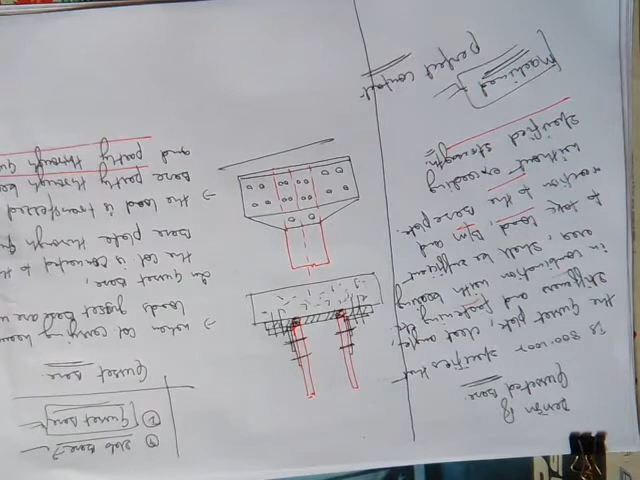 ① slab base →
② Gusset base
Gusset base
→ when col carrying heavy
loads gusset base are u
In Gusset base,
the col is connected to the
base plate through gu
→ the load is transferred
base partly through bea
and partly through gu
Design of Gusseted base
IS 800:2007 specifies that
the Gusset plate, cleat angle,
stiffeners and fastening etc
in combination with bearing
area, shall be sufficient
to take load, BM, and
reaction to the base plate
without exceeding
specified strength
Machined
perfect contact